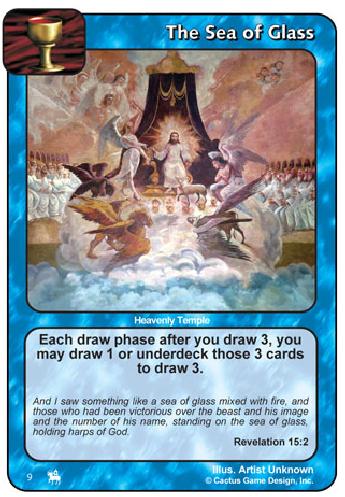 The Sea of Glass
Heavenly Temple
Each draw phase after you draw 3, you
may draw 1 or underdeck those 3 cards
to draw 3.
And I saw something like a sea of glass mixed with fire, and
those who had been victorious over the beast and his image
and the number of his name, standing on the sea of glass,
holding harps of God.
Revelation 15:2
Illus. Artist Unknown
9
© Cactus Game Design, Inc.